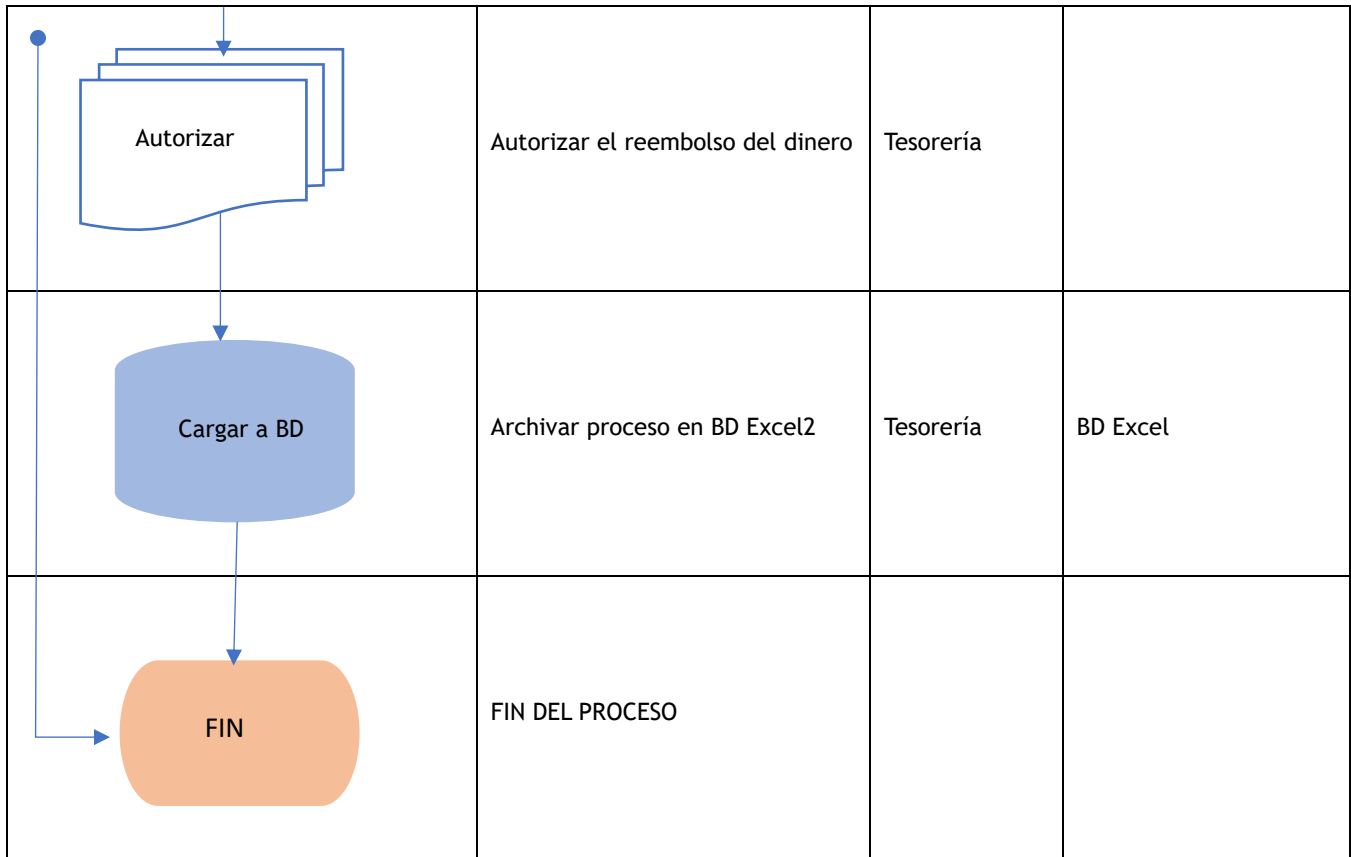 Autorizar
Autorizar el reembolso del dinero
Tesorería
Cargar a BD
Archivar proceso en BD Excel2
Tesorería
BD Excel
FIN
FIN DEL PROCESO